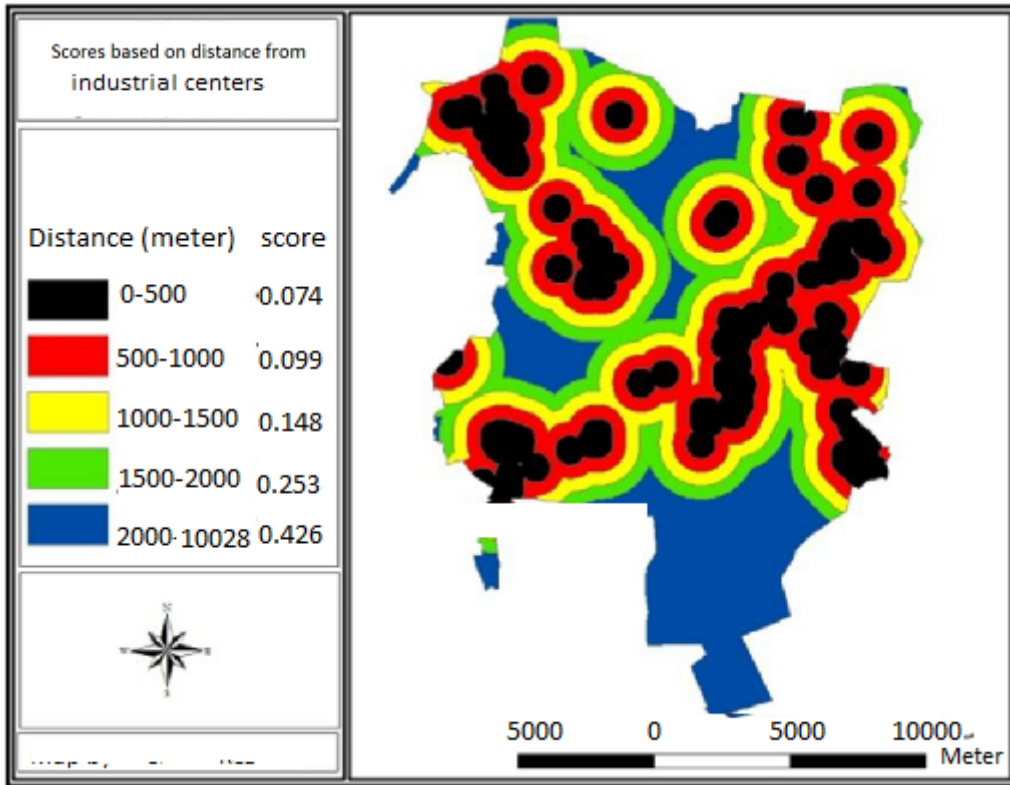 Scores based on distance from
industrial centers
Distance (meter) score
0-500 0.074
500-1000 0.099
1000-1500 0.148
1500-2000 0.253
2000-10028 0.426
N
W E
S
5000 0 5000 10000
Meter